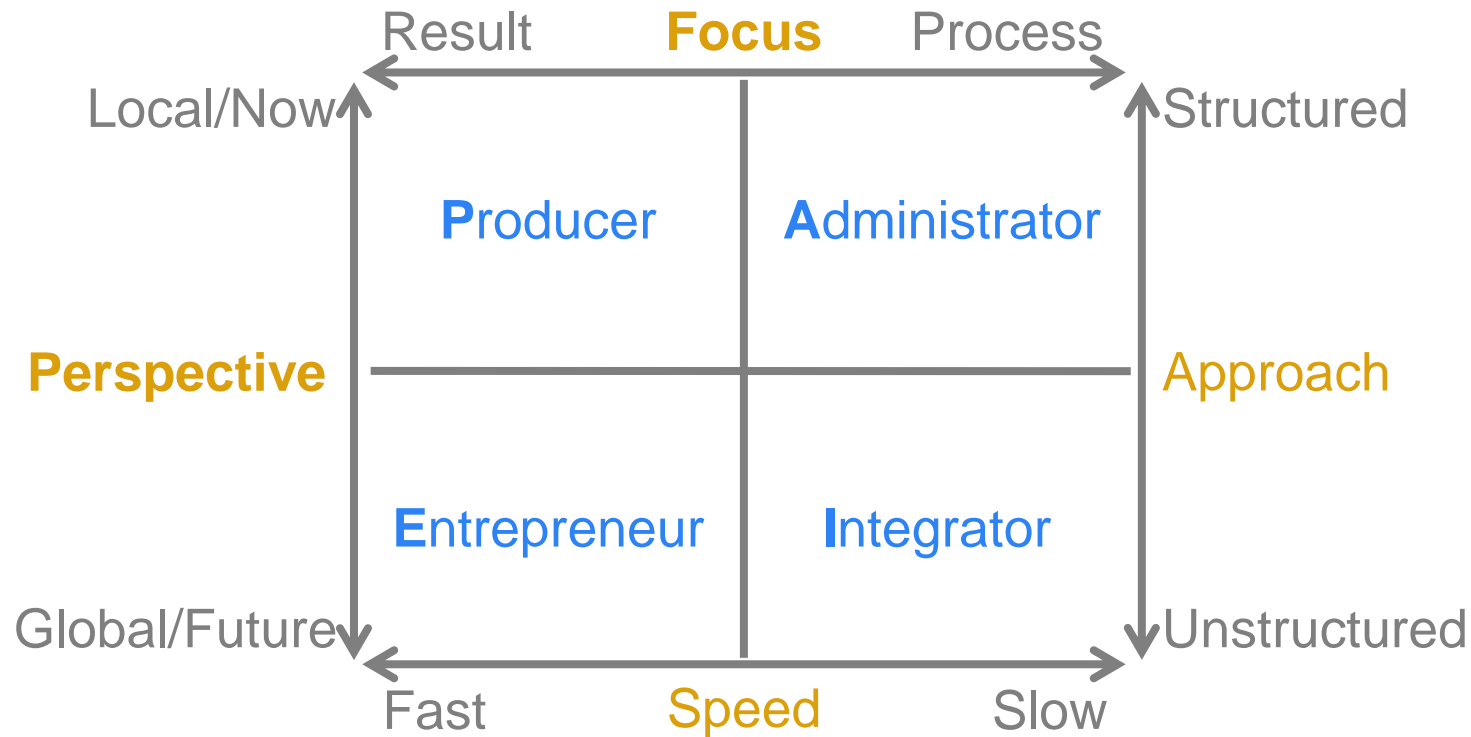 Result Focus Process
Local/Now Structured
Producer Administrator
Perspective Approach
Entrepreneur Integrator
Global/Future Unstructured
Fast Speed Slow